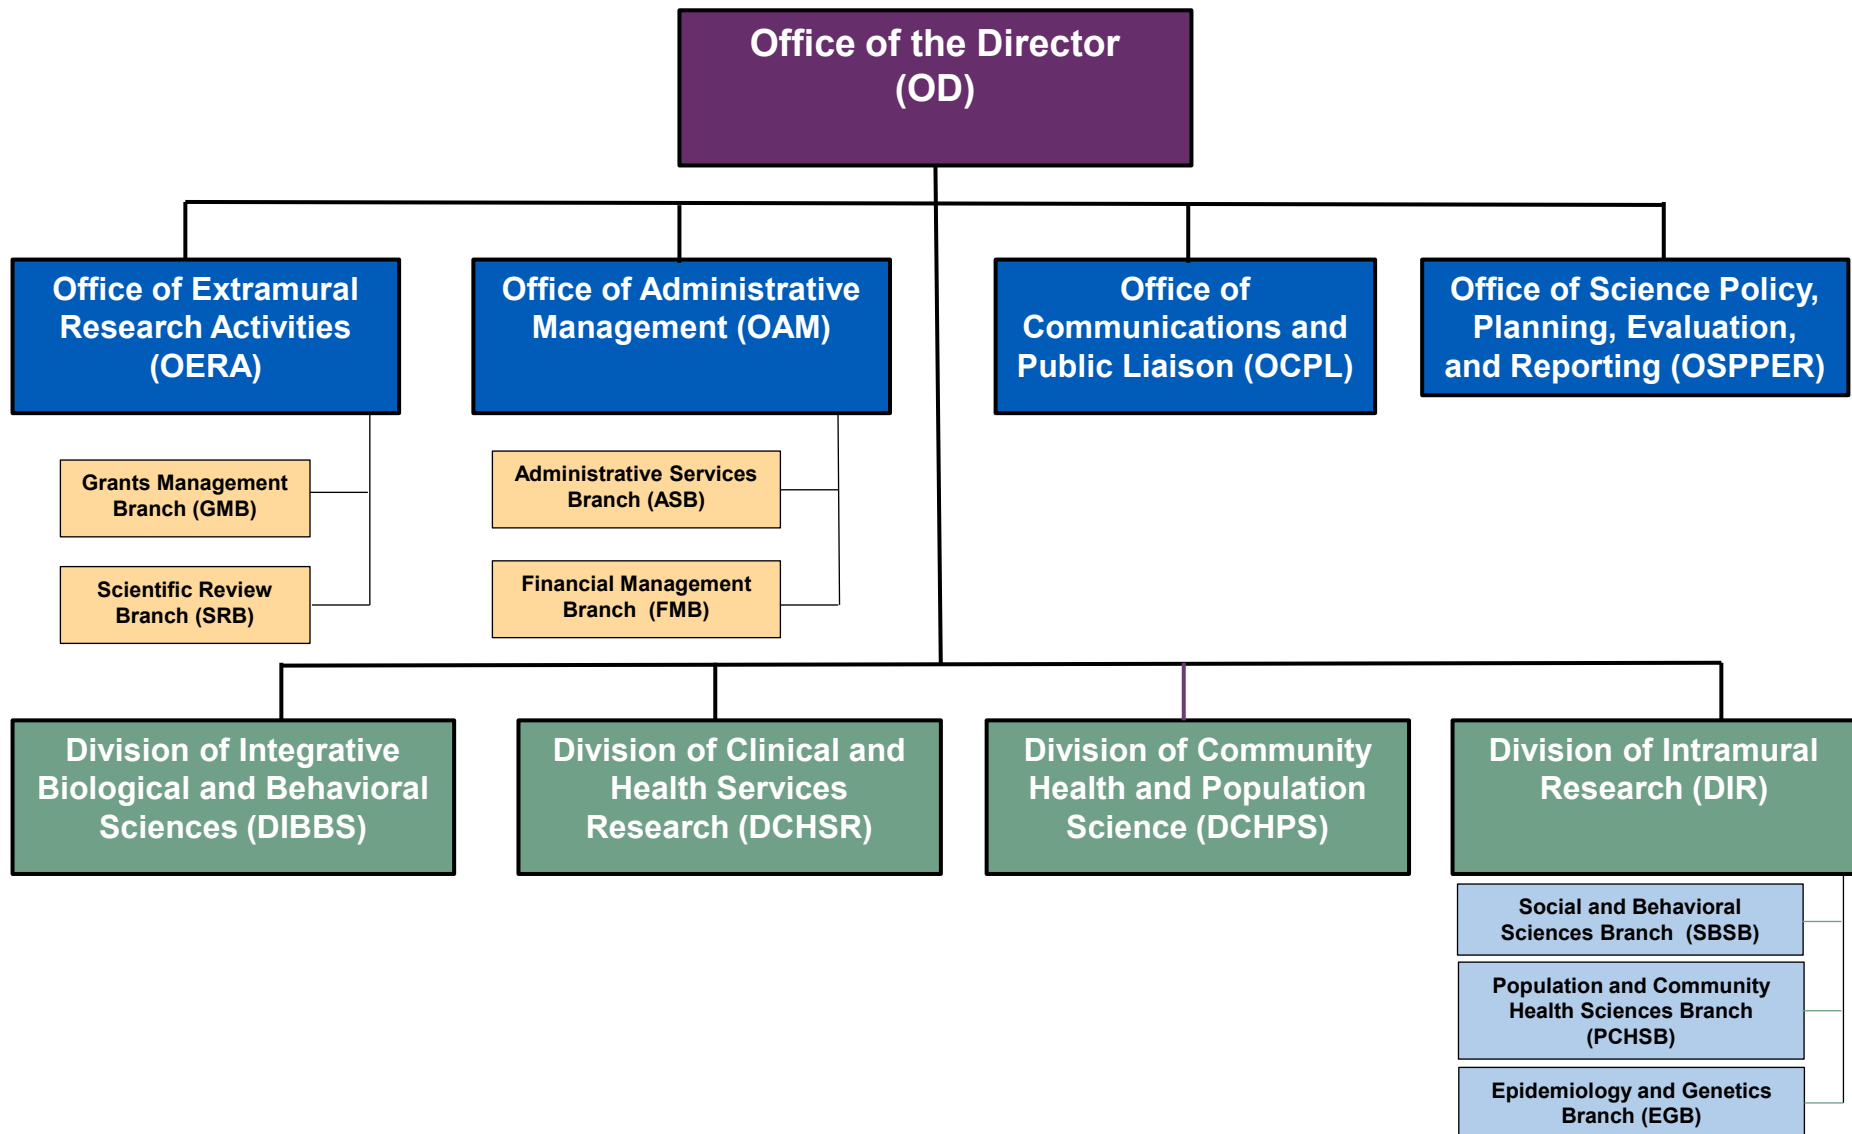 Office of the Director
(OD)
Office of Extramural
Research Activities
(OERA)
Office of Administrative
Management (OAM)
Office of
Communications and
Public Liaison (OCPL)
Office of Science Policy,
Planning, Evaluation,
and Reporting (OSPPER)
Grants Management
Branch (GMB)
Scientific Review
Branch (SRB)
Administrative Services
Branch (ASB)
Financial Management
Branch (FMB)
Division of Integrative
Biological and Behavioral
Sciences (DIBBS)
Division of Clinical and
Health Services
Research (DCHSR)
Division of Community
Health and Population
Science (DCHPS)
Division of Intramural
Research (DIR)
Social and Behavioral
Sciences Branch (SBSB)
Population and Community
Health Sciences Branch
(PCHSB)
Epidemiology and Genetics
Branch (EGB)